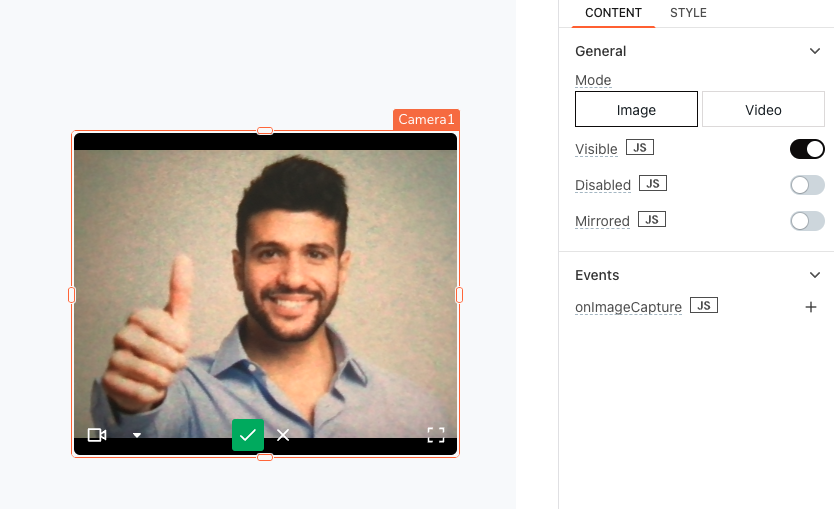 CONTENT STYLE
General
Mode
Image Video
Visible JS
Disabled JS
Mirrored JS
Events
onImageCapture JS
Camera1